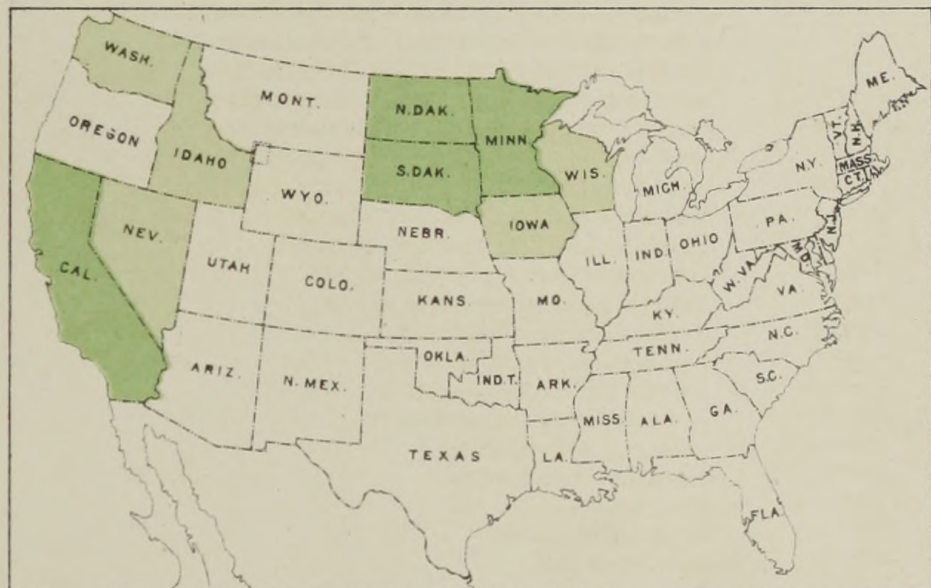 WASH.
MONT.
N.DAK.
MINN.
ME.
OREGON
IDAHO
S.DAK.
WIS.
MICH.
N.Y.
VT.
N.H.
MASS.
CT.
R.I.
WYO.
NEBR.
IOWA
PA.
N.J.
NEV.
UTAH
COLO.
ILL.
IND.
OHIO
W.VA.
MD.
CAL.
KANS.
MO.
KY.
VA.
ARIZ.
N.MEX.
OKLA.
IND.T.
ARK.
TENN.
N.C.
S.C.
MISS
ALA.
GA.
TEXAS
LA.
FLA.